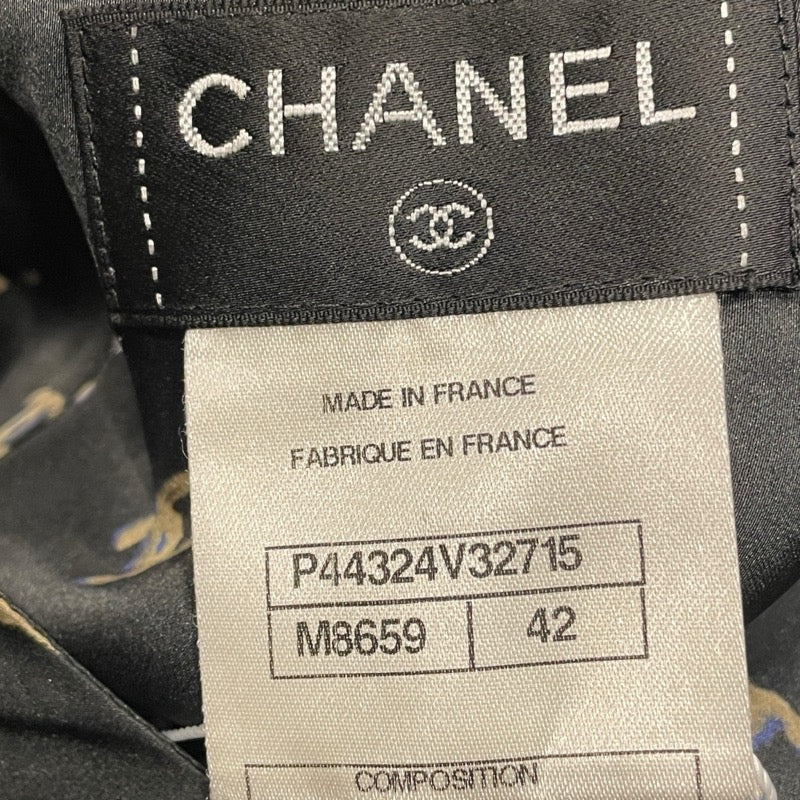 CHANEL
MADE IN FRANCE
FABRIQUE EN FRANCE
P44324V32715
M8659 42
COMPOSITION